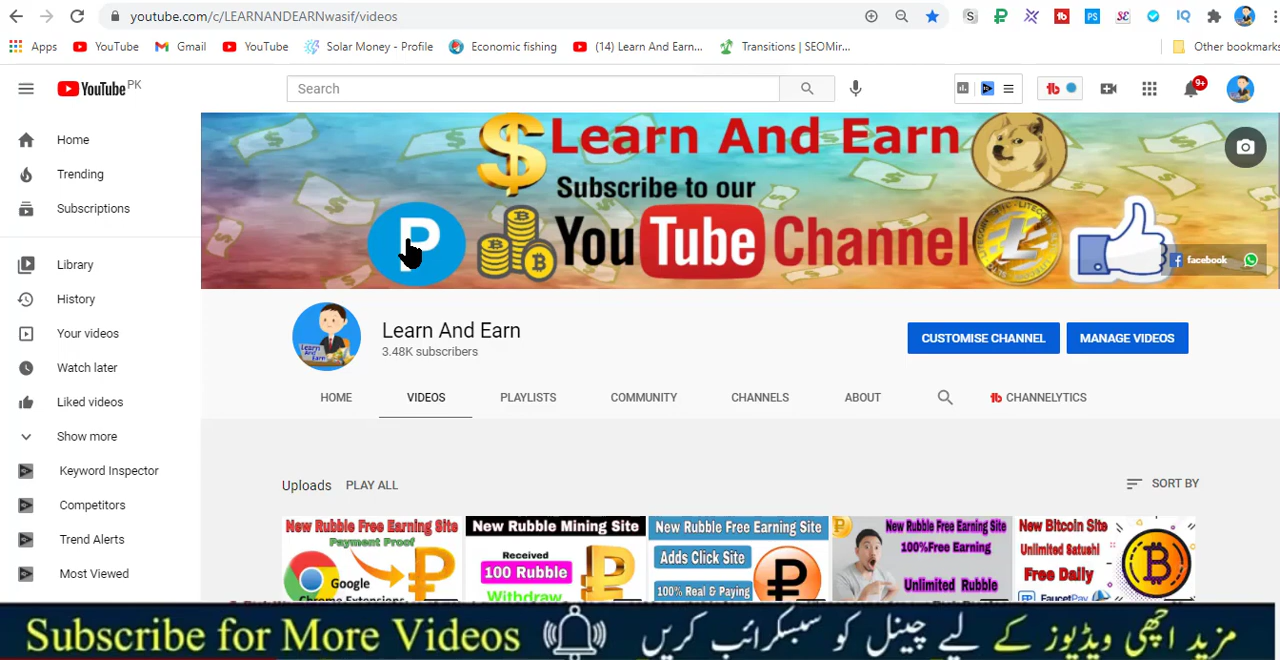 youtube.com/c/LEARNANDEARNwasif/videos
Apps YouTube Gmail YouTube Solar Money - Profile Economic fishing (14) Learn And Earn... Transitions | SEOMir... Other bookmarks
YouTube PK Search 9+
Home
Trending
Subscriptions
Library
History
Your videos
Watch later
Liked videos
Show more
Keyword Inspector
Competitors
Trend Alerts
Most Viewed
Learn And Earn
Subscribe to our
YouTube Channel
facebook
Learn And Earn
3.48K subscribers
CUSTOMISE CHANNEL MANAGE VIDEOS
HOME VIDEOS PLAYLISTS COMMUNITY CHANNELS ABOUT CHANNELYTICS
Uploads PLAY ALL SORT BY
New Rubble Free Earning Site
Payment Proof
Google
New Rubble Mining Site
Received
100 Rubble
Withdraw
New Rubble Free Earning Site
Adds Click Site
100% Real & Paying
New Rubble Free Earning Site
100%Free Earning
Unlimited Rubble
New Bitcoin Site
Unlimited Satushi
Free Daily
FaucetPay
Subscribe for More Videos
مزید اچھی ویڈیوز کے لیے چینل کو سبسکرائب کریں